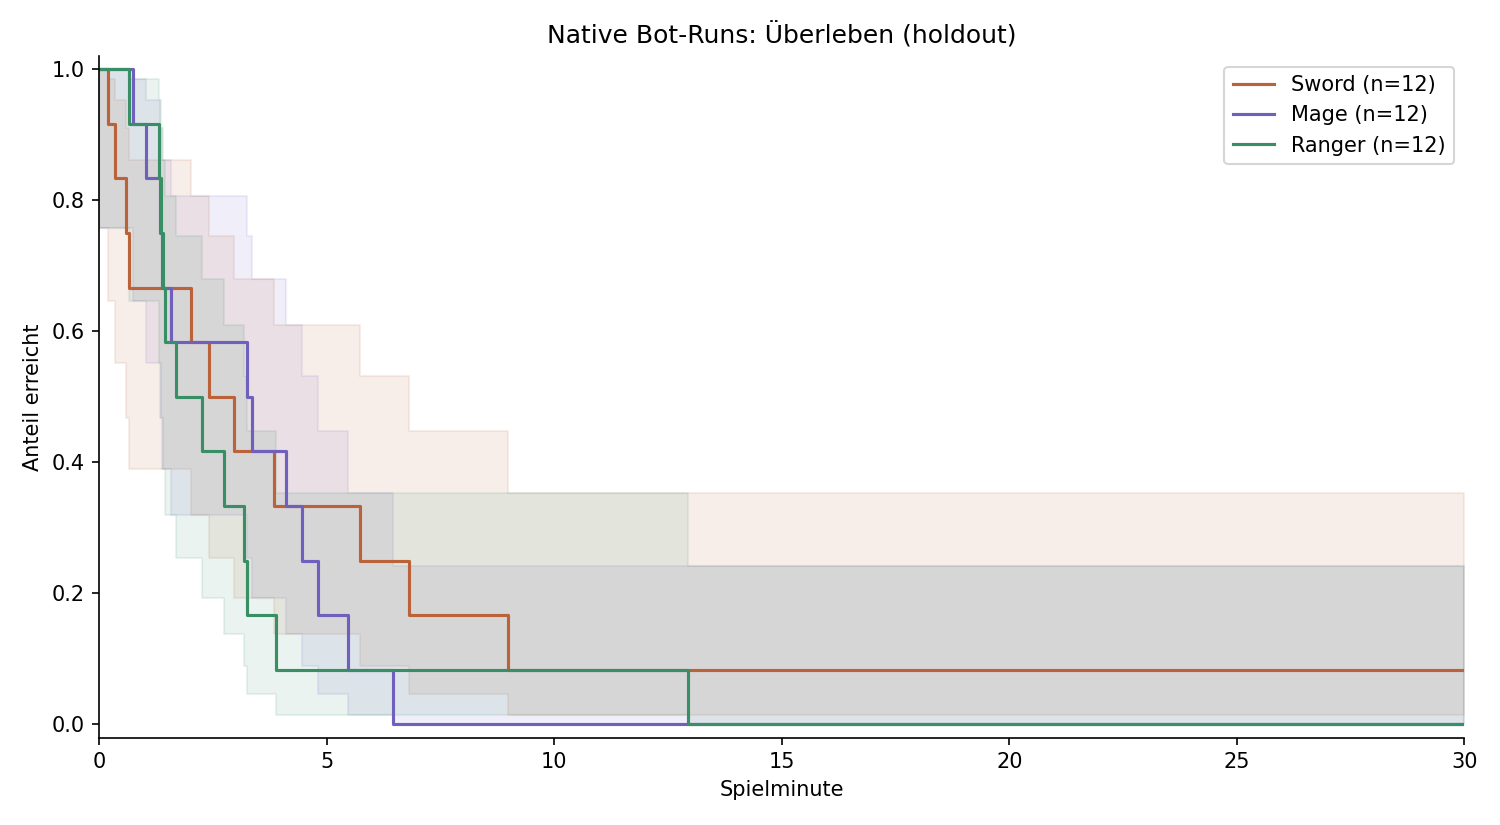 Native Bot-Runs: Überleben (holdout)
Sword (n=12)
Mage (n=12)
Ranger (n=12)
Anteil erreicht
1.0
0.8
0.6
0.4
0.2
0.0
0 5 10 15 20 25 30
Spielminute